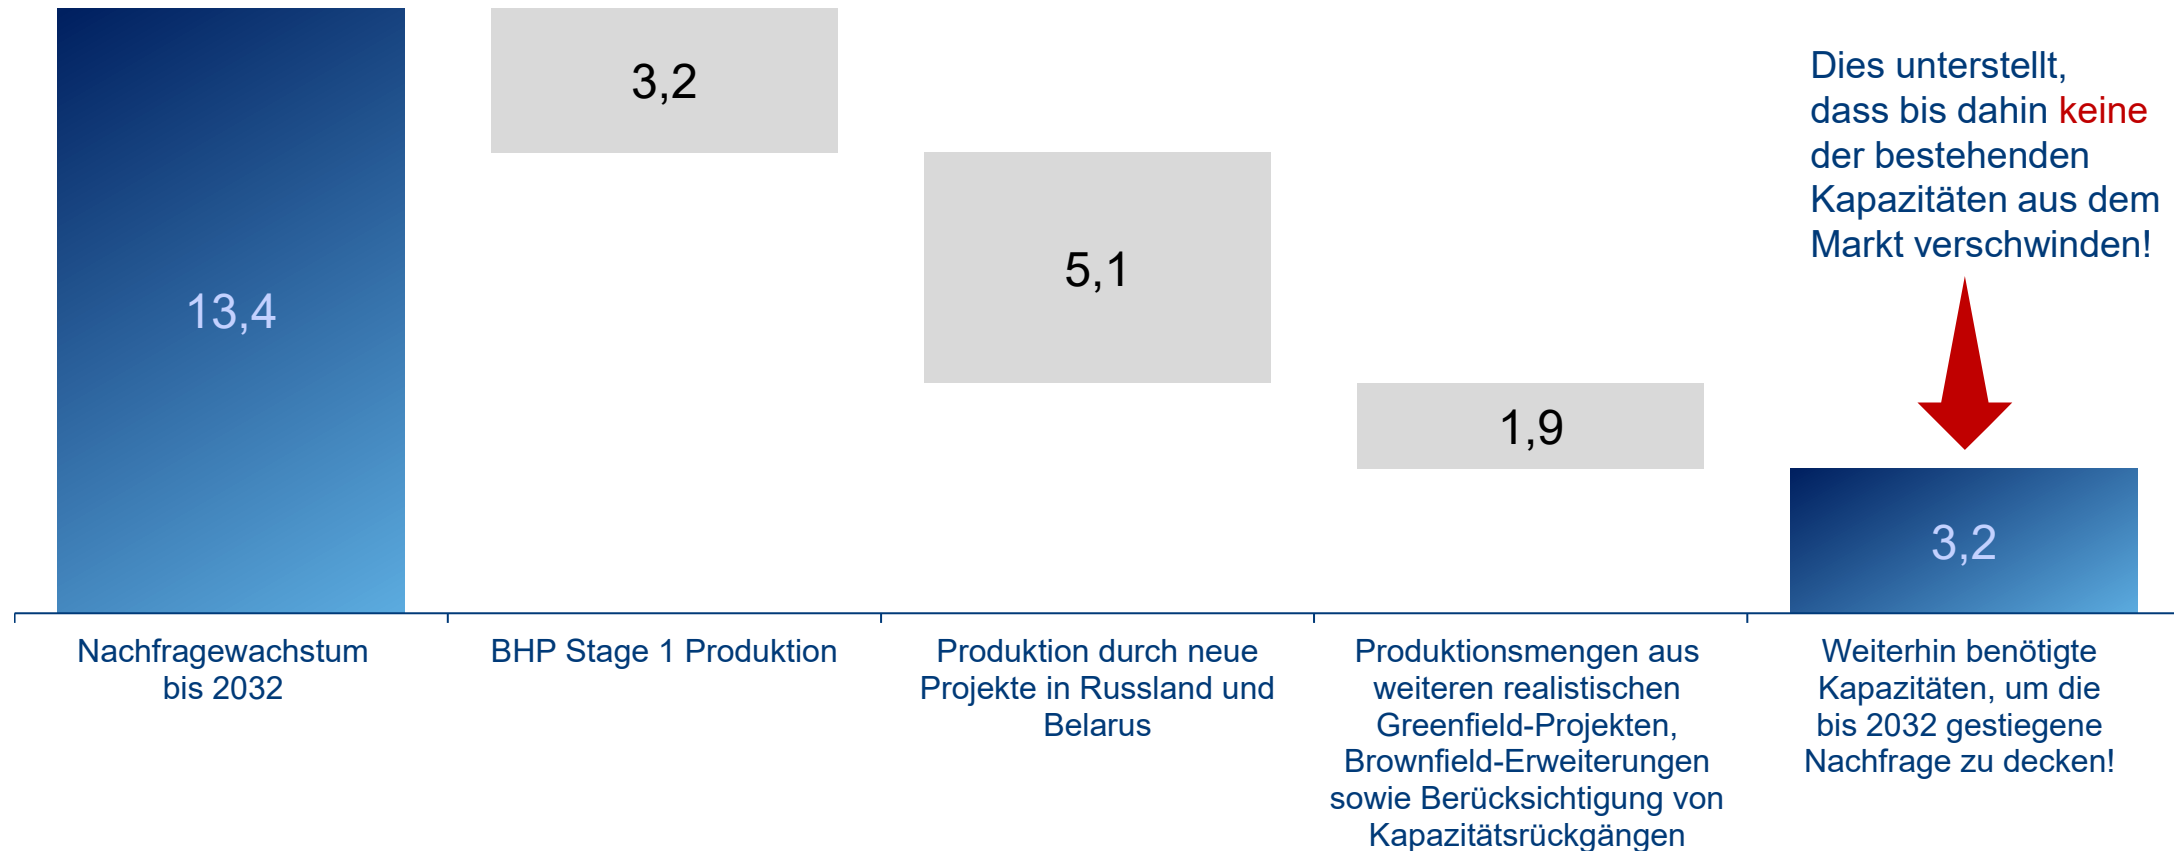 13,4
3,2
5,1
1,9
3,2
Dies unterstellt,
dass bis dahin keine
der bestehenden
Kapazitäten aus dem
Markt verschwinden!
Nachfragewachstum
bis 2032
BHP Stage 1 Produktion
Produktion durch neue
Projekte in Russland und
Belarus
Produktionsmengen aus
weiteren realistischen
Greenfield-Projekten,
Brownfield-Erweiterungen
sowie Berücksichtigung von
Kapazitätsrückgängen
Weiterhin benötigte
Kapazitäten, um die
bis 2032 gestiegene
Nachfrage zu decken!